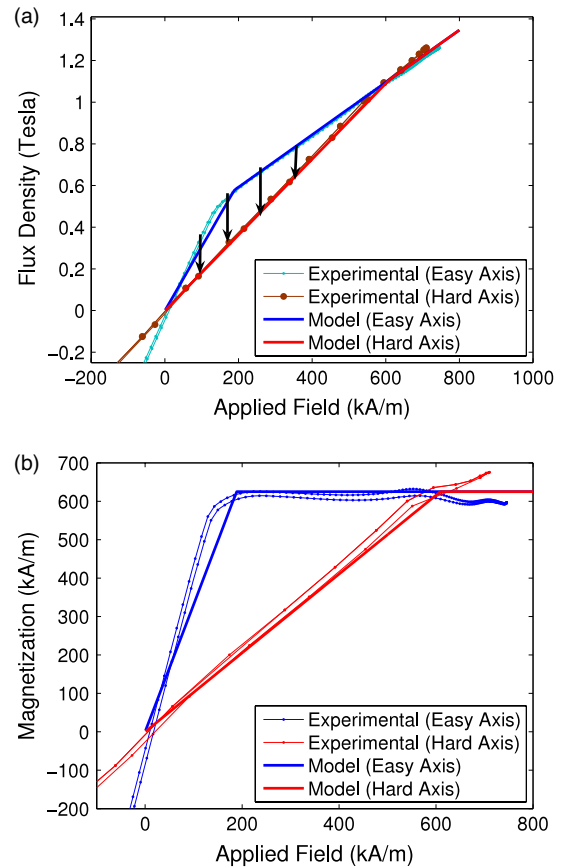 (a)
1.4
1.2
1
0.8
0.6
0.4
0.2
0
−0.2
Flux Density (Tesla)
Experimental (Easy Axis)
Experimental (Hard Axis)
Model (Easy Axis)
Model (Hard Axis)
−200 0 200 400 600 800 1000
Applied Field (kA/m)
(b)
700
600
500
400
300
200
100
0
−100
−200
Magnetization (kA/m)
Experimental (Easy Axis)
Experimental (Hard Axis)
Model (Easy Axis)
Model (Hard Axis)
0 200 400 600 800
Applied Field (kA/m)